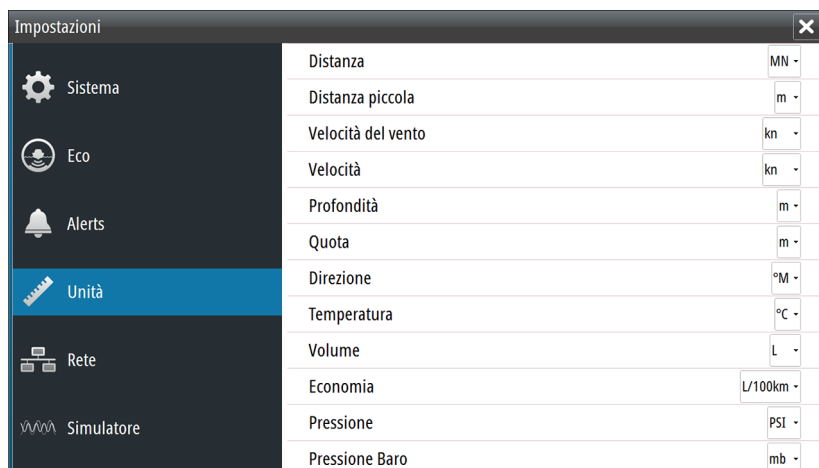 Impostazioni
Sistema
Eco
Alerts
Unità
Rete
Simulatore
Distanza MN
Distanza piccola m
Velocità del vento kn
Velocità kn
Profondità m
Quota m
Direzione °M
Temperatura °C
Volume L
Economia L/100km
Pressione PSI
Pressione Baro mb